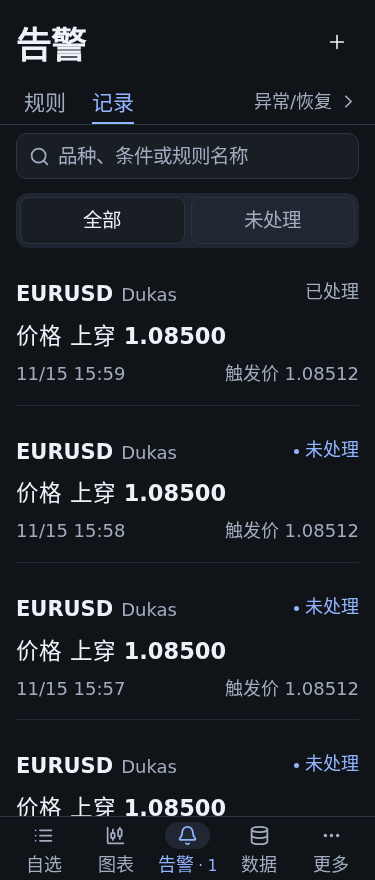 告警
规则 记录 异常/恢复
品种、条件或规则名称
全部 未处理
EURUSD Dukas 已处理
价格 上穿 1.08500
11/15 15:59 触发价 1.08512
EURUSD Dukas 未处理
价格 上穿 1.08500
11/15 15:58 触发价 1.08512
EURUSD Dukas 未处理
价格 上穿 1.08500
11/15 15:57 触发价 1.08512
EURUSD Dukas 未处理
价格 上穿 1.08500
自选 图表 告警 · 1 数据 更多